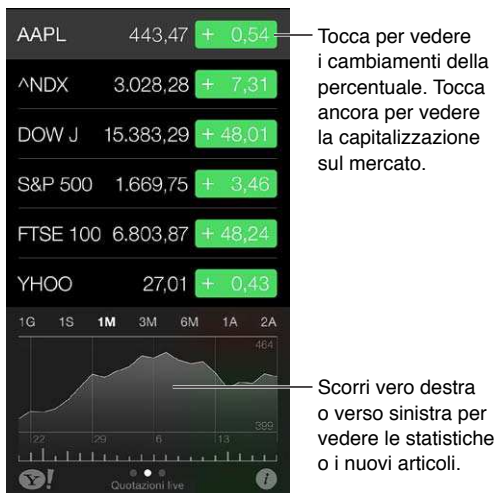 AAPL 443,47 + 0,54
^NDX 3.028,28 + 7,31
DOW J 15.383,29 + 48,01
S&P 500 1.669,75 + 3,46
FTSE 100 6.803,87 + 48,24
YHOO 27,01 + 0,43
1G 1S 1M 3M 6M 1A 2A
464
399
22 29 6 13
Y! Quotazioni live i
Tocca per vedere
i cambiamenti della
percentuale. Tocca
ancora per vedere
la capitalizzazione
sul mercato.
Scorri vero destra
o verso sinistra per
vedere le statistiche
o i nuovi articoli.